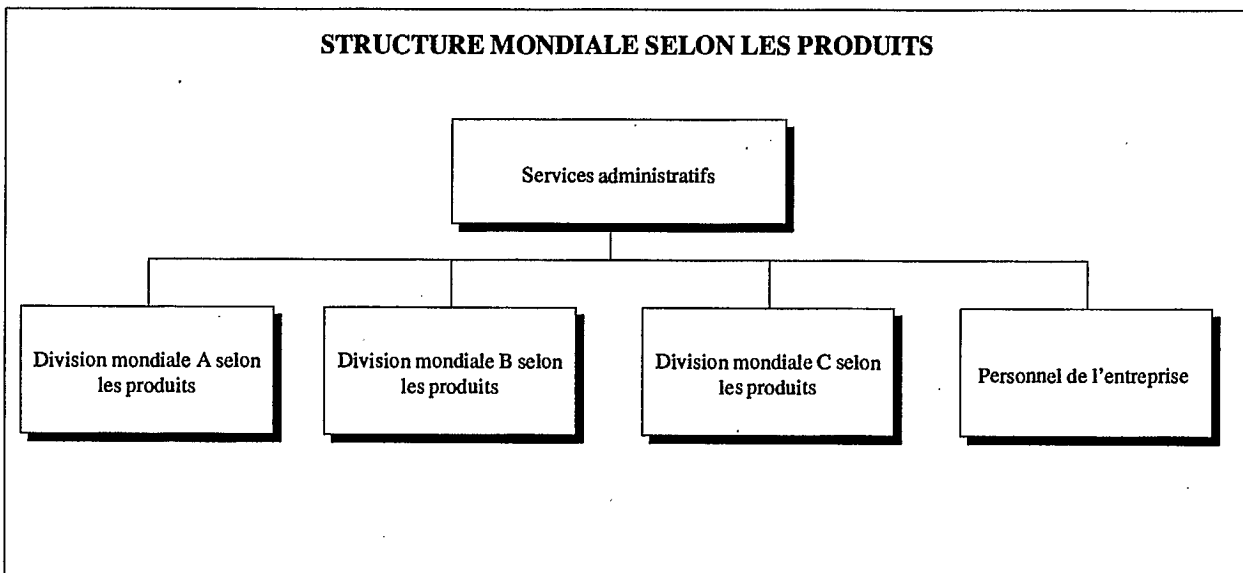 STRUCTURE MONDIALE SELON LES PRODUITS
Services administratifs
Division mondiale A selon
les produits
Division mondiale B selon
les produits
Division mondiale C selon
les produits
Personnel de l'entreprise